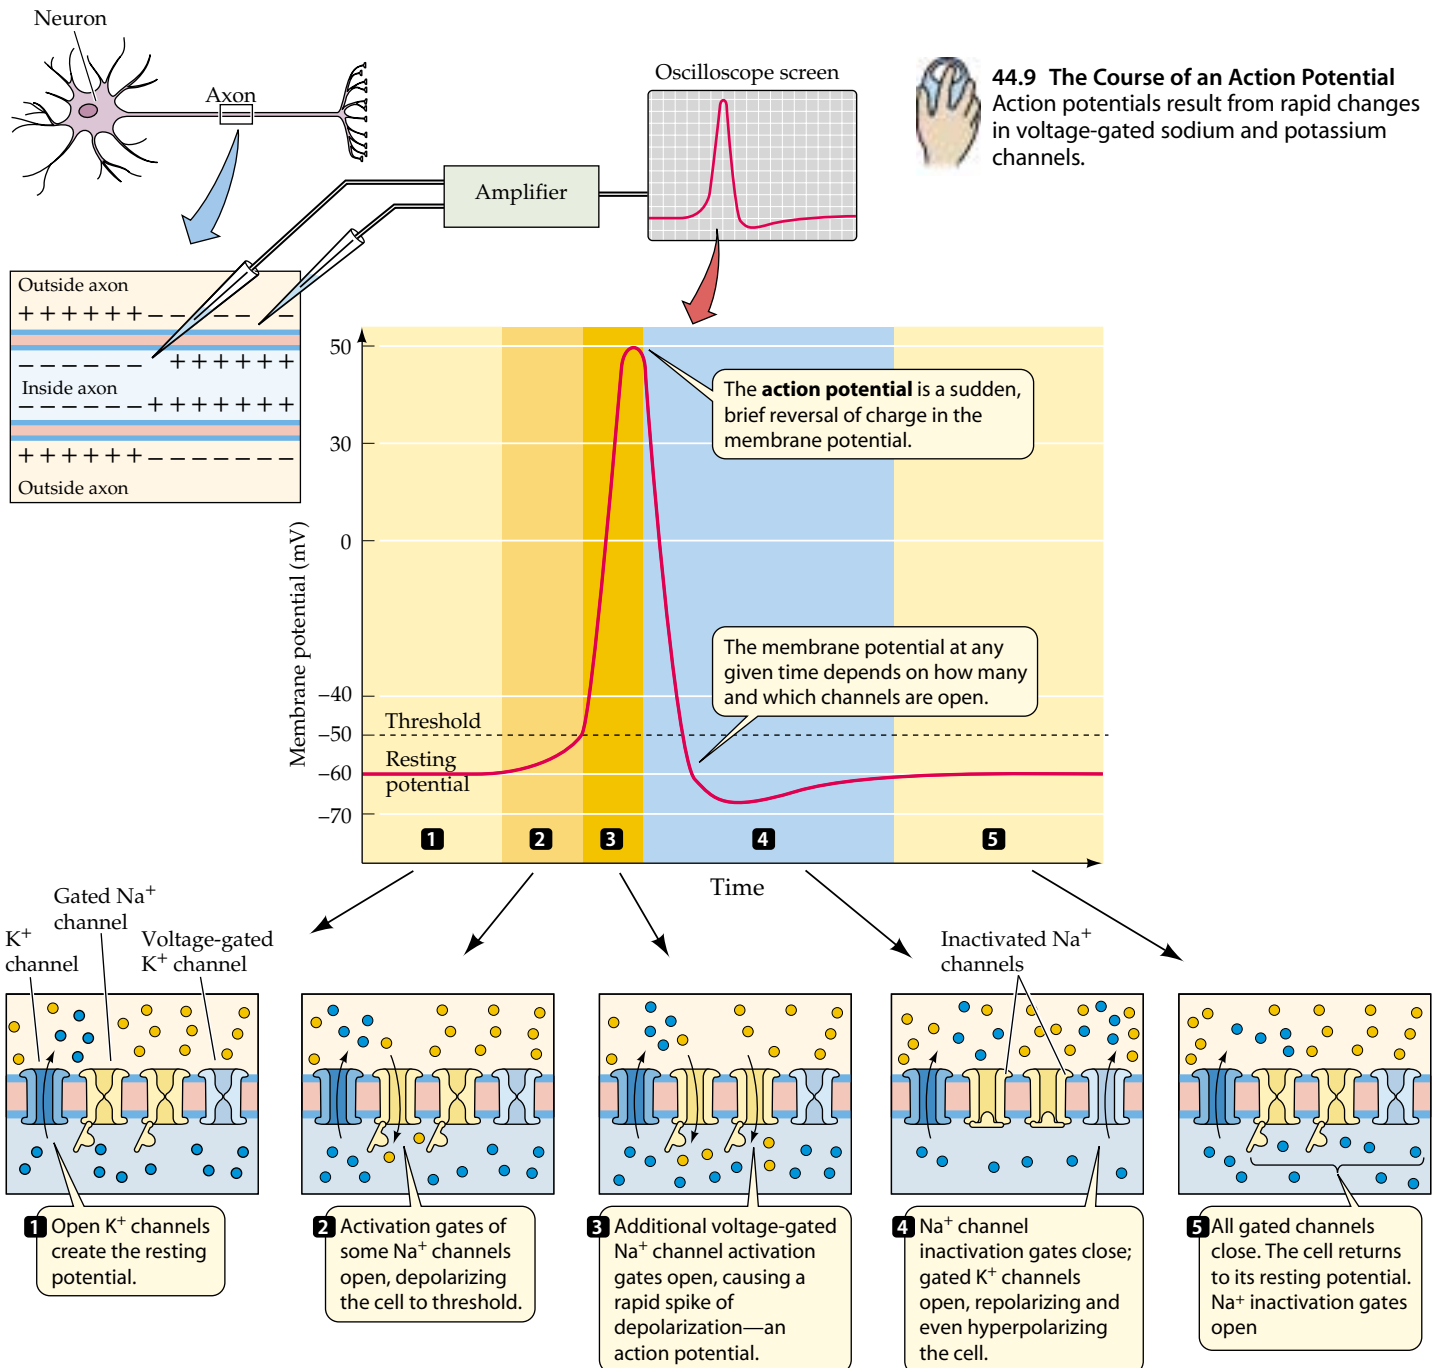 Neuron
Axon
Oscilloscope screen
Amplifier
44.9 The Course of an Action Potential
Action potentials result from rapid changes
in voltage-gated sodium and potassium
channels.
Outside axon
+ + + + + + – – – – – –
– – – – – – + + + + + +
Inside axon
– – – – – – + + + + + + +
+ + + + + + – – – – – – –
Outside axon
Membrane potential (mV)
50
30
0
–40
–50
–60
–70
Threshold
Resting
potential
The action potential is a sudden,
brief reversal of charge in the
membrane potential.
The membrane potential at any
given time depends on how many
and which channels are open.
1
2
3
4
5
Time
K+
channel
Gated Na+
channel
Voltage-gated
K+ channel
Inactivated Na+
channels
1 Open K+ channels
create the resting
potential.
2 Activation gates of
some Na+ channels
open, depolarizing
the cell to threshold.
3 Additional voltage-gated
Na+ channel activation
gates open, causing a
rapid spike of
depolarization—an
action potential.
4 Na+ channel
inactivation gates close;
gated K+ channels
open, repolarizing and
even hyperpolarizing
the cell.
5 All gated channels
close. The cell returns
to its resting potential.
Na+ inactivation gates
open